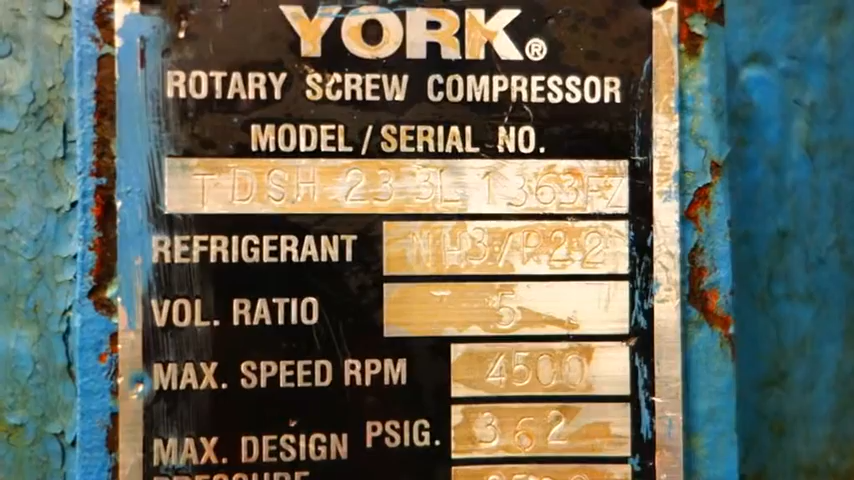 YORK®
ROTARY SCREW COMPRESSOR
MODEL / SERIAL NO.
TDSH 233L 1363FZ
REFRIGERANT NH3/R22
VOL. RATIO 5
MAX. SPEED RPM 4500
MAX. DESIGN PSIG. 362
PRESSURE